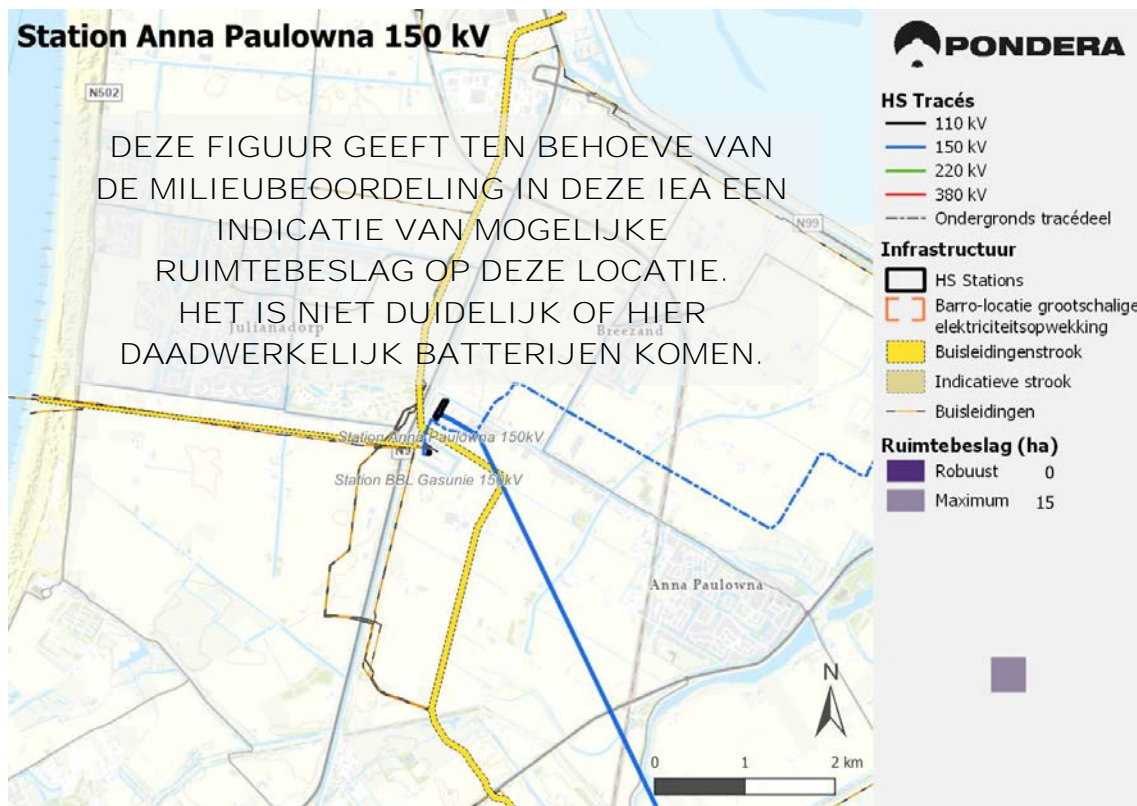 Station Anna Paulowna 150 kV
N502
DEZE FIGUUR GEEFT TEN BEHOEVE VAN
DE MILIEUBEOORDELING IN DEZE IEA EEN
INDICATIE VAN MOGELIJKE
RUIMTEBESLAG OP DEZE LOCATIE.
HET IS NIET DUIDELIJK OF HIER
DAADWERKELIJK BATTERIJEN KOMEN.
N99
Julianadorp
Breezand
Station Anna Paulowna 150kV
N9
Station BBL Gasunie 150kV
Anna Paulowna
N
0 1 2 km
PONDERA
HS Tracés
110 kV
150 kV
220 kV
380 kV
Ondergronds tracédeel
Infrastructuur
HS Stations
Barro-locatie grootschalige
elektriciteitsopwekking
Buisleidingenstrook
Indicatieve strook
Buisleidingen
Ruimtebeslag (ha)
Robuust 0
Maximum 15